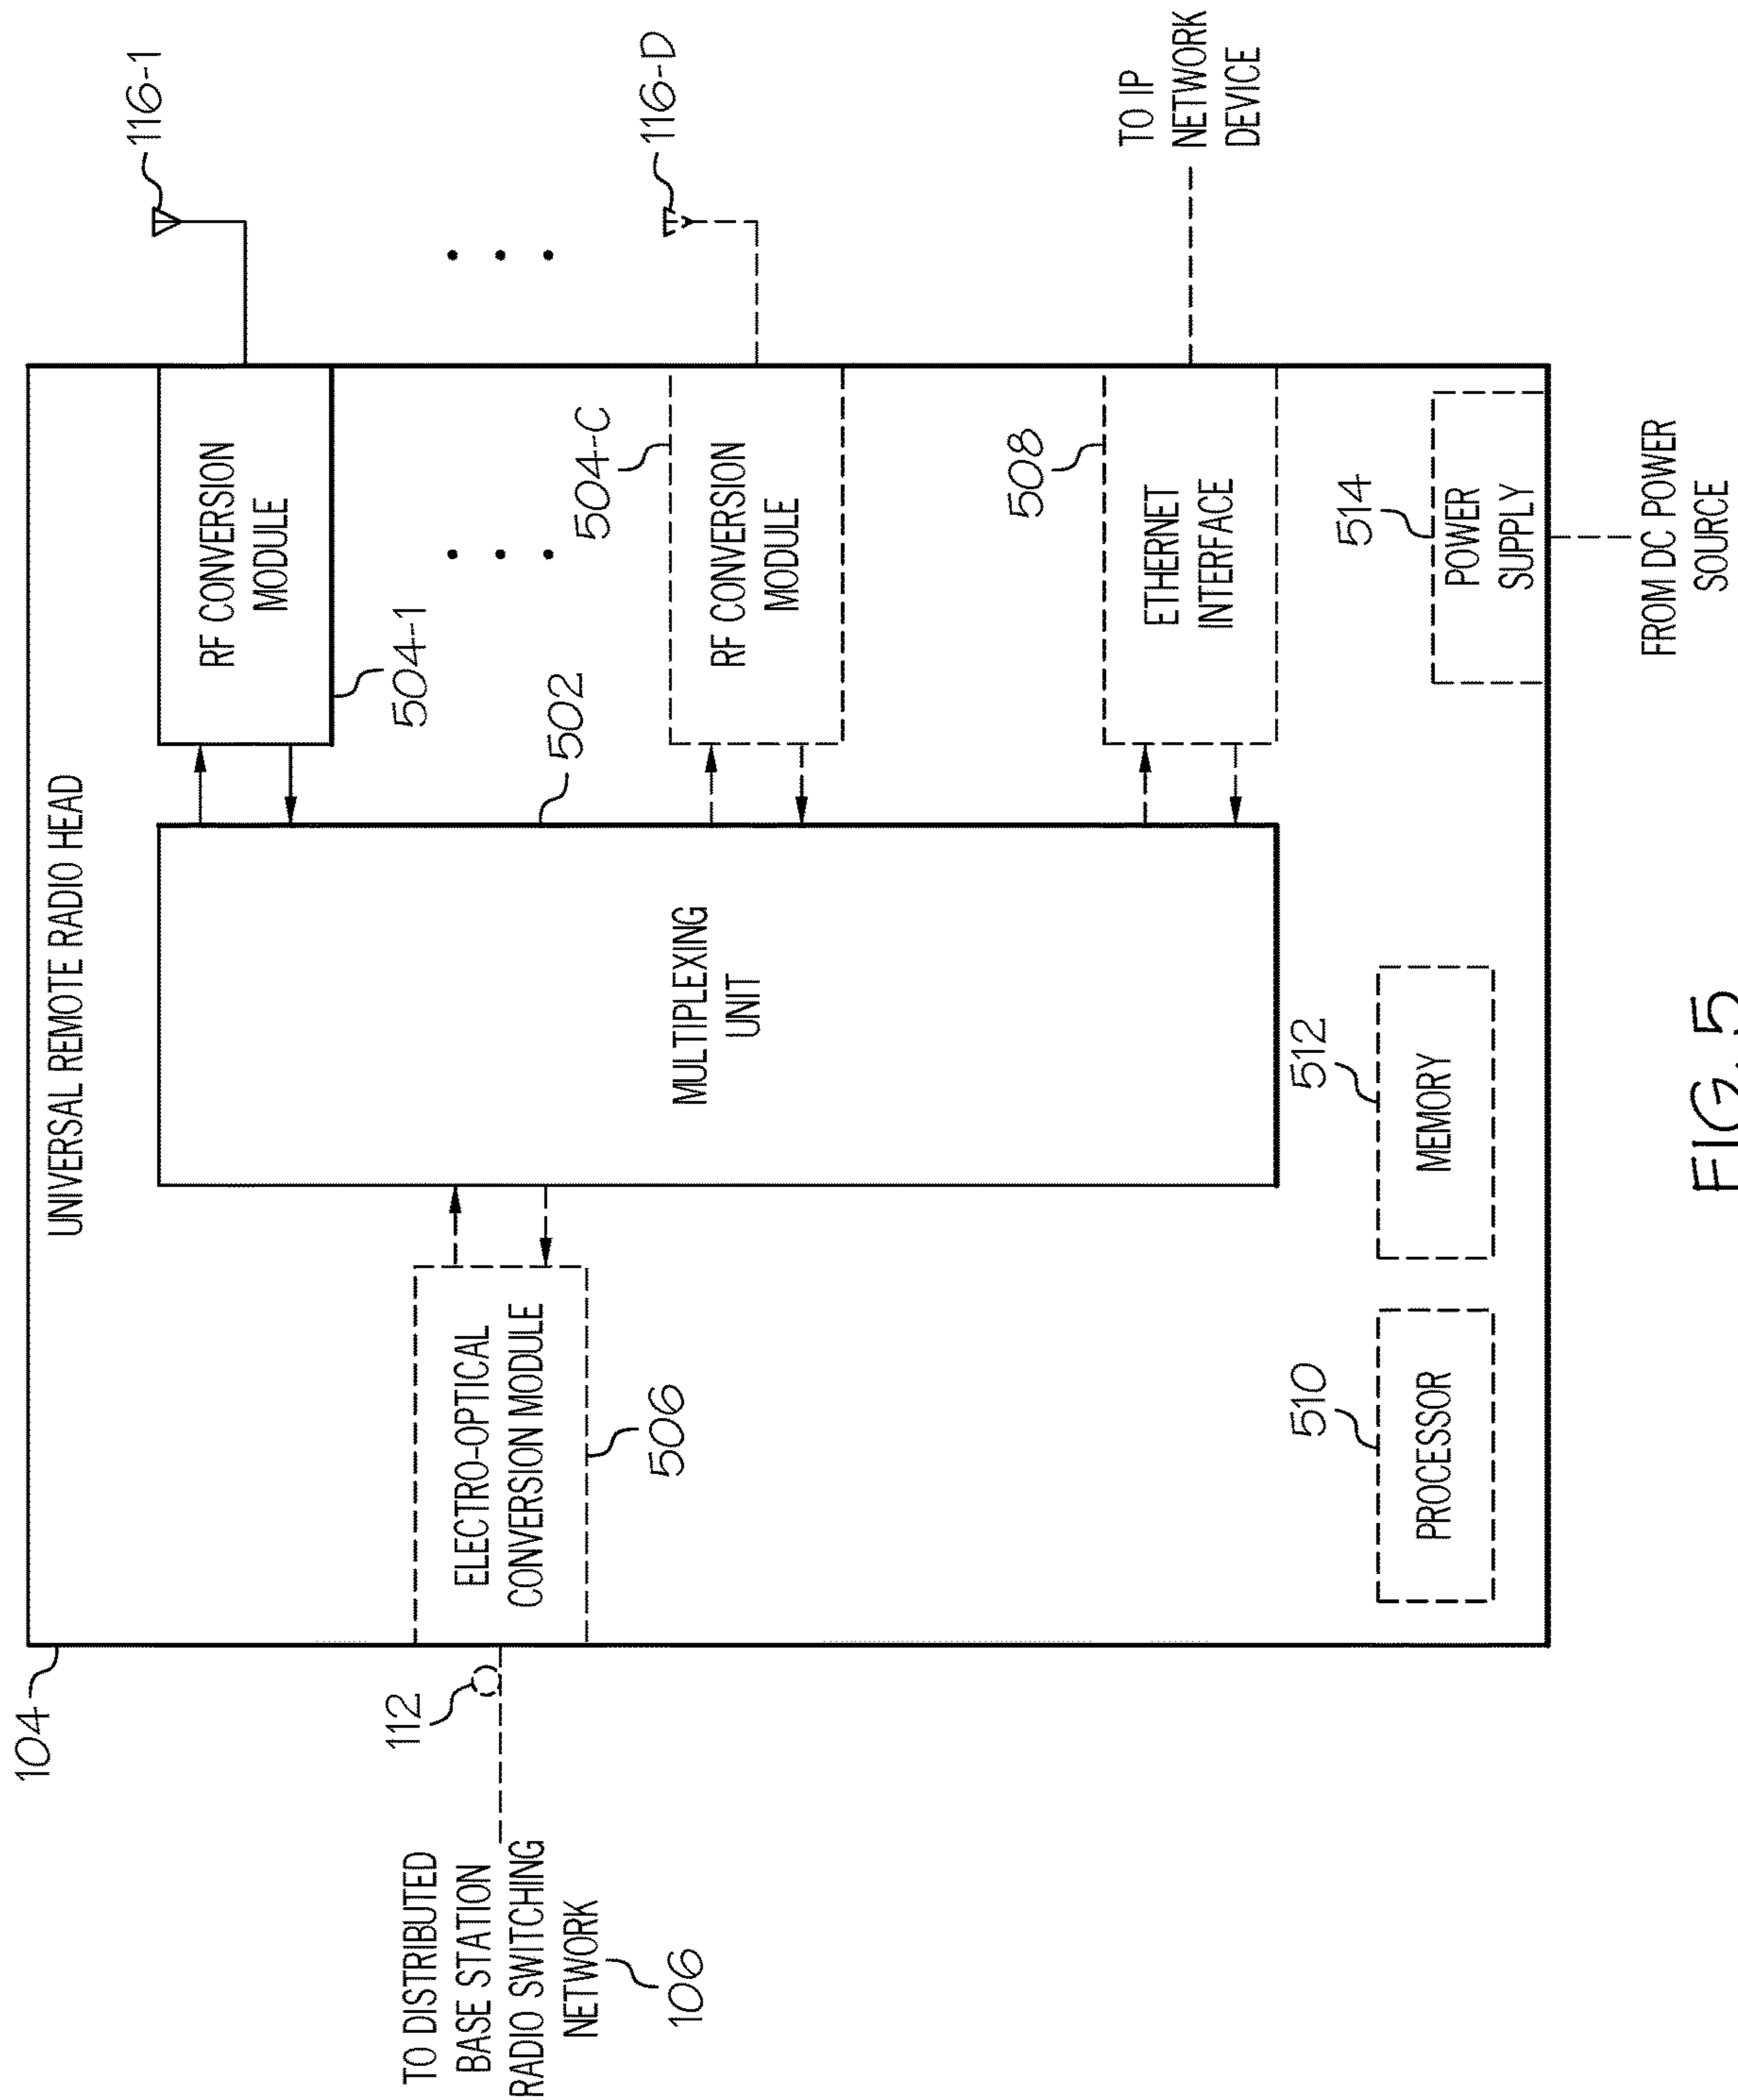 UNIVERSAL REMOTE RADIO HEAD
104
TO DISTRIBUTED
BASE STATION
RADIO SWITCHING
NETWORK
106
112
ELECTRO-OPTICAL
CONVERSION MODULE
506
MULTIPLEXING
UNIT
502
RF CONVERSION
MODULE
504-1
116-1
RF CONVERSION
MODULE
504-C
116-D
ETHERNET
INTERFACE
508
TO IP
NETWORK
DEVICE
PROCESSOR
510
MEMORY
512
POWER
SUPPLY
514
FROM DC POWER
SOURCE
FIG. 5